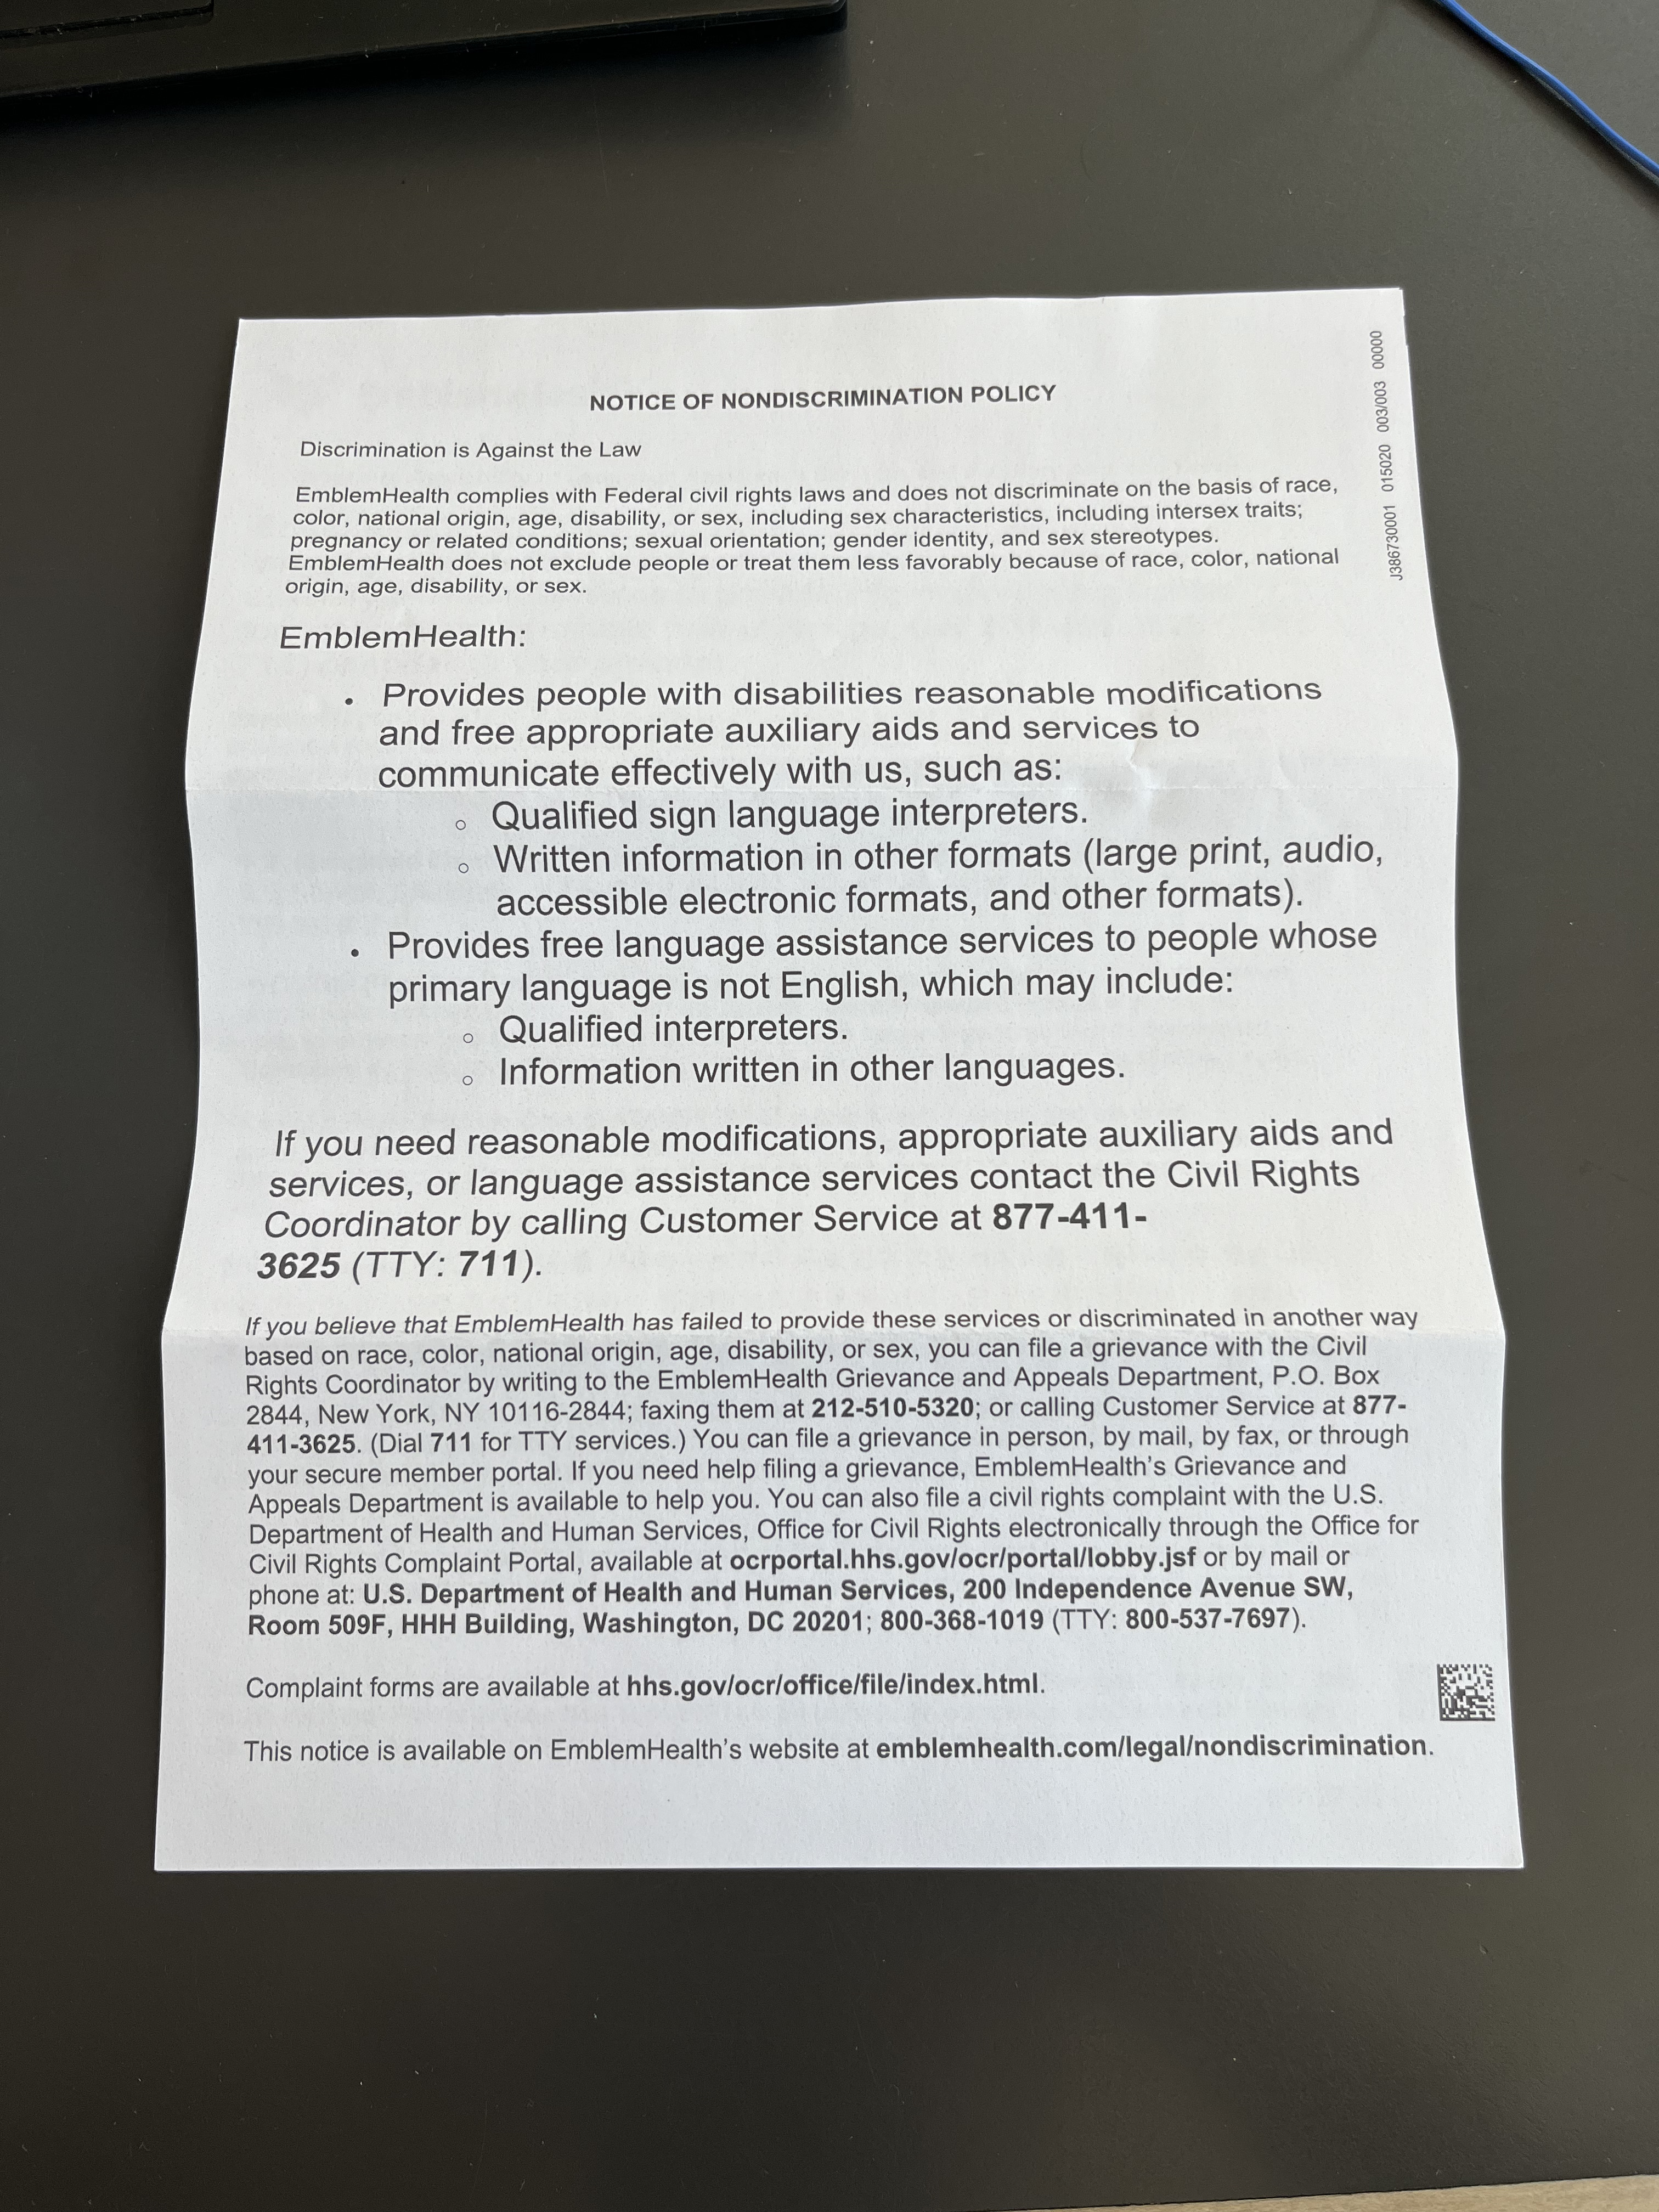 NOTICE OF NONDISCRIMINATION POLICY
Discrimination is Against the Law
EmblemHealth complies with Federal civil rights laws and does not discriminate on the basis of race,
color, national origin, age, disability, or sex, including sex characteristics, including intersex traits;
pregnancy or related conditions; sexual orientation; gender identity, and sex stereotypes.
EmblemHealth does not exclude people or treat them less favorably because of race, color, national
origin, age, disability, or sex.
EmblemHealth:
• Provides people with disabilities reasonable modifications
and free appropriate auxiliary aids and services to
communicate effectively with us, such as:
○ Qualified sign language interpreters.
○ Written information in other formats (large print, audio,
accessible electronic formats, and other formats).
• Provides free language assistance services to people whose
primary language is not English, which may include:
○ Qualified interpreters.
○ Information written in other languages.
If you need reasonable modifications, appropriate auxiliary aids and
services, or language assistance services contact the Civil Rights
Coordinator by calling Customer Service at 877-411-
3625 (TTY: 711).
If you believe that EmblemHealth has failed to provide these services or discriminated in another way
based on race, color, national origin, age, disability, or sex, you can file a grievance with the Civil
Rights Coordinator by writing to the EmblemHealth Grievance and Appeals Department, P.O. Box
2844, New York, NY 10116-2844; faxing them at 212-510-5320; or calling Customer Service at 877-
411-3625. (Dial 711 for TTY services.) You can file a grievance in person, by mail, by fax, or through
your secure member portal. If you need help filing a grievance, EmblemHealth’s Grievance and
Appeals Department is available to help you. You can also file a civil rights complaint with the U.S.
Department of Health and Human Services, Office for Civil Rights electronically through the Office for
Civil Rights Complaint Portal, available at ocrportal.hhs.gov/ocr/portal/lobby.jsf or by mail or
phone at: U.S. Department of Health and Human Services, 200 Independence Avenue SW,
Room 509F, HHH Building, Washington, DC 20201; 800-368-1019 (TTY: 800-537-7697).
Complaint forms are available at hhs.gov/ocr/office/file/index.html.
This notice is available on EmblemHealth’s website at emblemhealth.com/legal/nondiscrimination.
J386730001 015020 003/003 00000